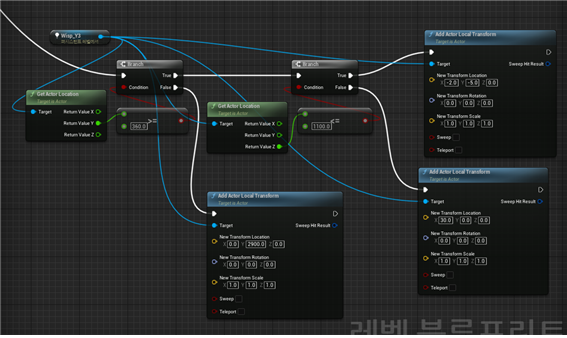 Wisp_Y3
퍼시스턴트 레벨에서
Branch
True
Condition
False
Get Actor Location
Target is Actor
Target
Return Value X
Return Value Y
Return Value Z
>=
360.0
Branch
True
Condition
False
Get Actor Location
Target is Actor
Target
Return Value X
Return Value Y
Return Value Z
<=
1100.0
Add Actor Local Transform
Target is Actor
Target
Sweep Hit Result
New Transform Location
X -2.0 Y -5.0 Z 0.0
New Transform Rotation
X 0.0 Y 0.0 Z 0.0
New Transform Scale
X 1.0 Y 1.0 Z 1.0
Sweep
Teleport
Add Actor Local Transform
Target is Actor
Target
Sweep Hit Result
New Transform Location
X 0.0 Y 2900.0 Z 0.0
New Transform Rotation
X 0.0 Y 0.0 Z 0.0
New Transform Scale
X 1.0 Y 1.0 Z 1.0
Sweep
Teleport
Add Actor Local Transform
Target is Actor
Target
Sweep Hit Result
New Transform Location
X 30.0 Y 0.0 Z 0.0
New Transform Rotation
X 0.0 Y 0.0 Z 0.0
New Transform Scale
X 1.0 Y 1.0 Z 1.0
Sweep
Teleport
레벨 블루프린트